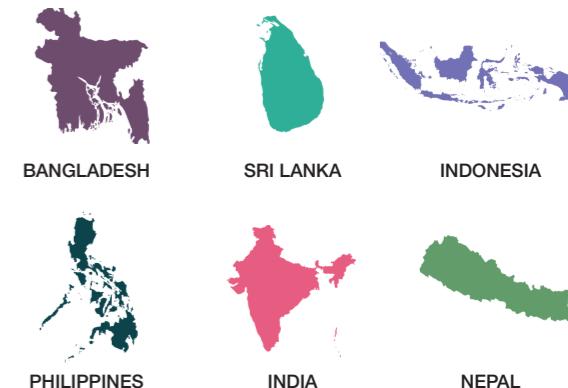 BANGLADESH
SRI LANKA
INDONESIA
PHILIPPINES
INDIA
NEPAL